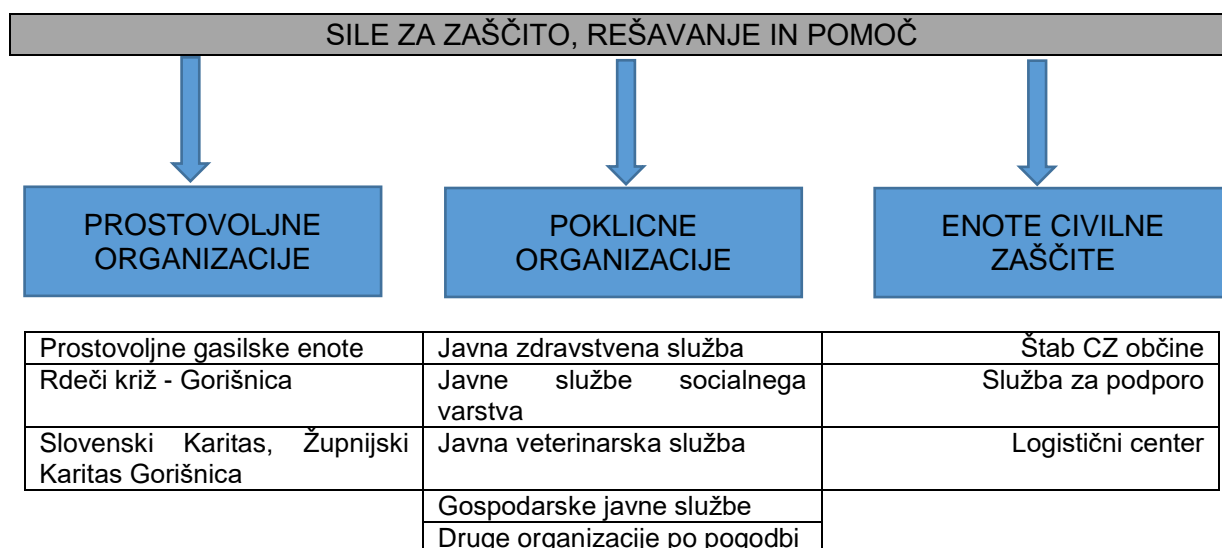 SILE ZA ZAŠČITO, REŠAVANJE IN POMOČ
PROSTOVOLJNE
ORGANIZACIJE
POKLICNE
ORGANIZACIJE
ENOTE CIVILNE
ZAŠČITE
Prostovoljne gasilske enote
Javna zdravstvena služba
Štab CZ občine
Rdeči križ - Gorišnica
Javne službe socialnega
varstva
Služba za podporo
Slovenski Karitas, Župnijski
Karitas Gorišnica
Javna veterinarska služba
Logistični center
Gospodarske javne službe
Druge organizacije po pogodbi